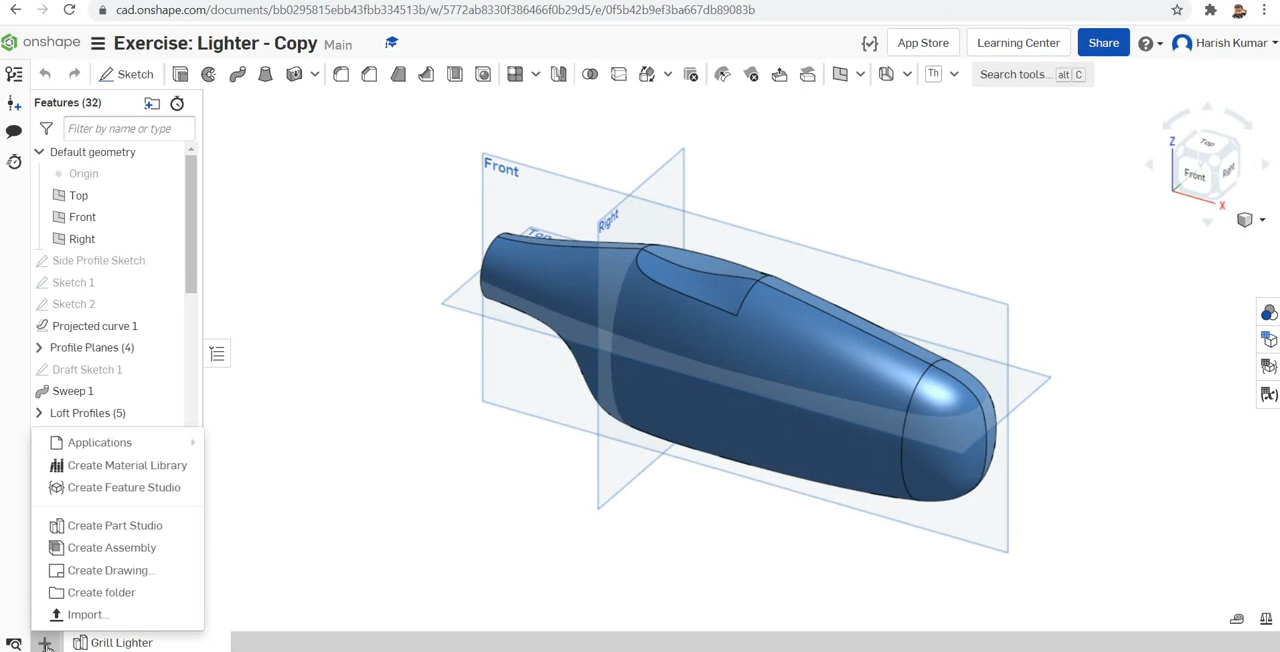 cad.onshape.com/documents/bb0295815ebb43fbb334513b/w/5772ab8330f386466f0b29d5/e/0f5b42b9ef3ba667db89083b
onshape Exercise: Lighter - Copy Main App Store Learning Center Share Harish Kumar
Sketch Th Search tools... alt C
Features (32)
Filter by name or type
Default geometry
Origin
Top
Front
Right
Side Profile Sketch
Sketch 1
Sketch 2
Projected curve 1
Profile Planes (4)
Draft Sketch 1
Sweep 1
Loft Profiles (5)
Applications
Create Material Library
Create Feature Studio
Create Part Studio
Create Assembly
Create Drawing...
Create folder
Import...
Grill Lighter
Front
Right
Top
Top
Z
Front
Right
X
(x)